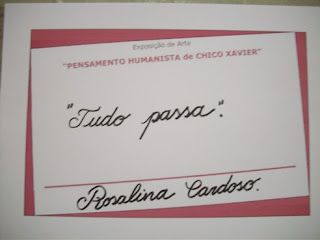 Exposição de Arte
"PENSAMENTO HUMANISTA de CHICO XAVIER"
"Tudo passa".
Rosalina Cardoso.